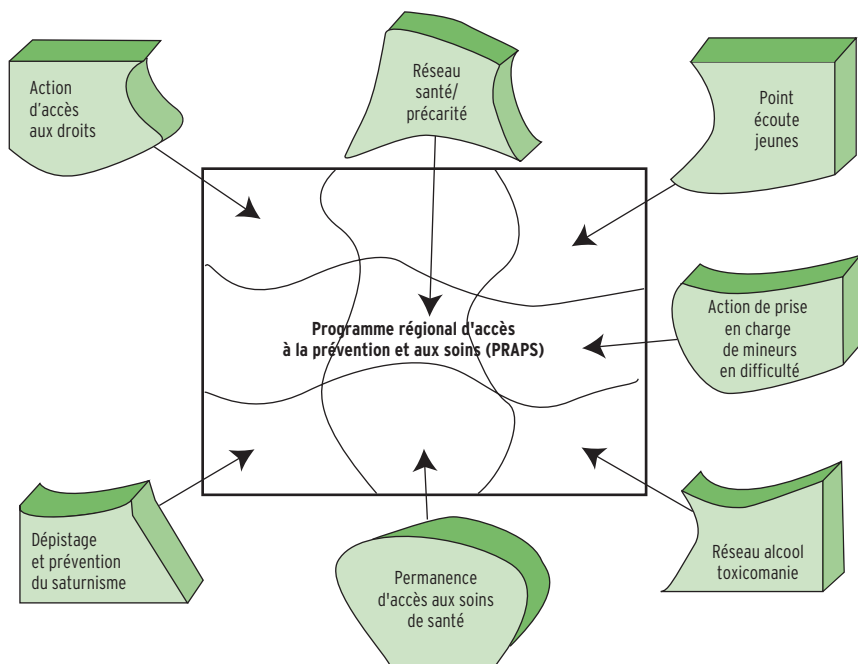 Action
d'accès
aux droits
Réseau
santé/
précarité
Point
écoute
jeunes
Programme régional d'accès
à la prévention et aux soins (PRAPS)
Action de prise
en charge
de mineurs
en difficulté
Dépistage
et prévention
du saturnisme
Permanence
d'accès aux soins
de santé
Réseau alcool
toxicomanie